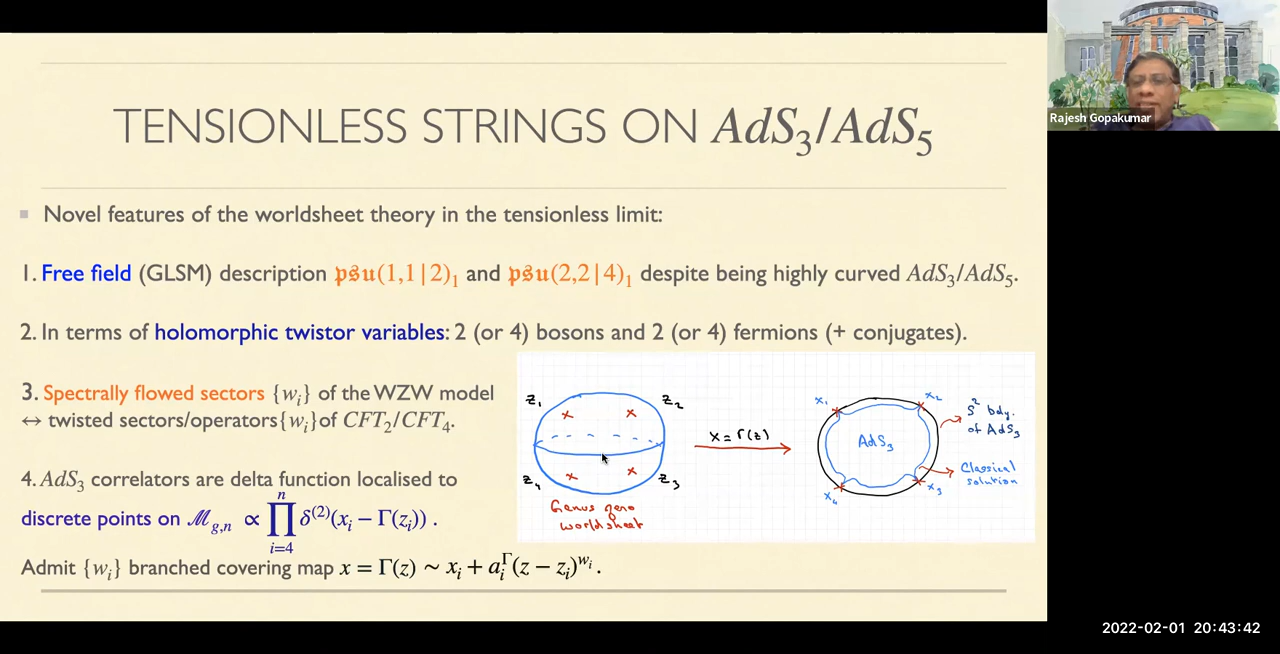 TENSIONLESS STRINGS ON AdS₃/AdS₅
Novel features of the worldsheet theory in the tensionless limit:
1. Free field (GLSM) description 𝔭𝔰𝔲(1,1|2)₁ and 𝔭𝔰𝔲(2,2|4)₁ despite being highly curved AdS₃/AdS₅.
2. In terms of holomorphic twistor variables: 2 (or 4) bosons and 2 (or 4) fermions (+ conjugates).
3. Spectrally flowed sectors {wᵢ} of the WZW model
↔ twisted sectors/operators{wᵢ}of CFT₂/CFT₄.
4. AdS₃ correlators are delta function localised to
discrete points on ℳ_{g,n} ∝ ∏_{i=4}^{n} δ^{(2)}(xᵢ − Γ(zᵢ)) .
Admit {wᵢ} branched covering map x = Γ(z) ~ xᵢ + aᵢ^Γ(z − zᵢ)^{wᵢ} .
z₁
z₂
z₄
z₃
Genus zero
worldsheet
x = Γ(z)
x₁
x₂
x₄
x₃
AdS₃
S² bdy.
of AdS₃
Classical
solution
Rajesh Gopakumar
2022-02-01 20:43:42